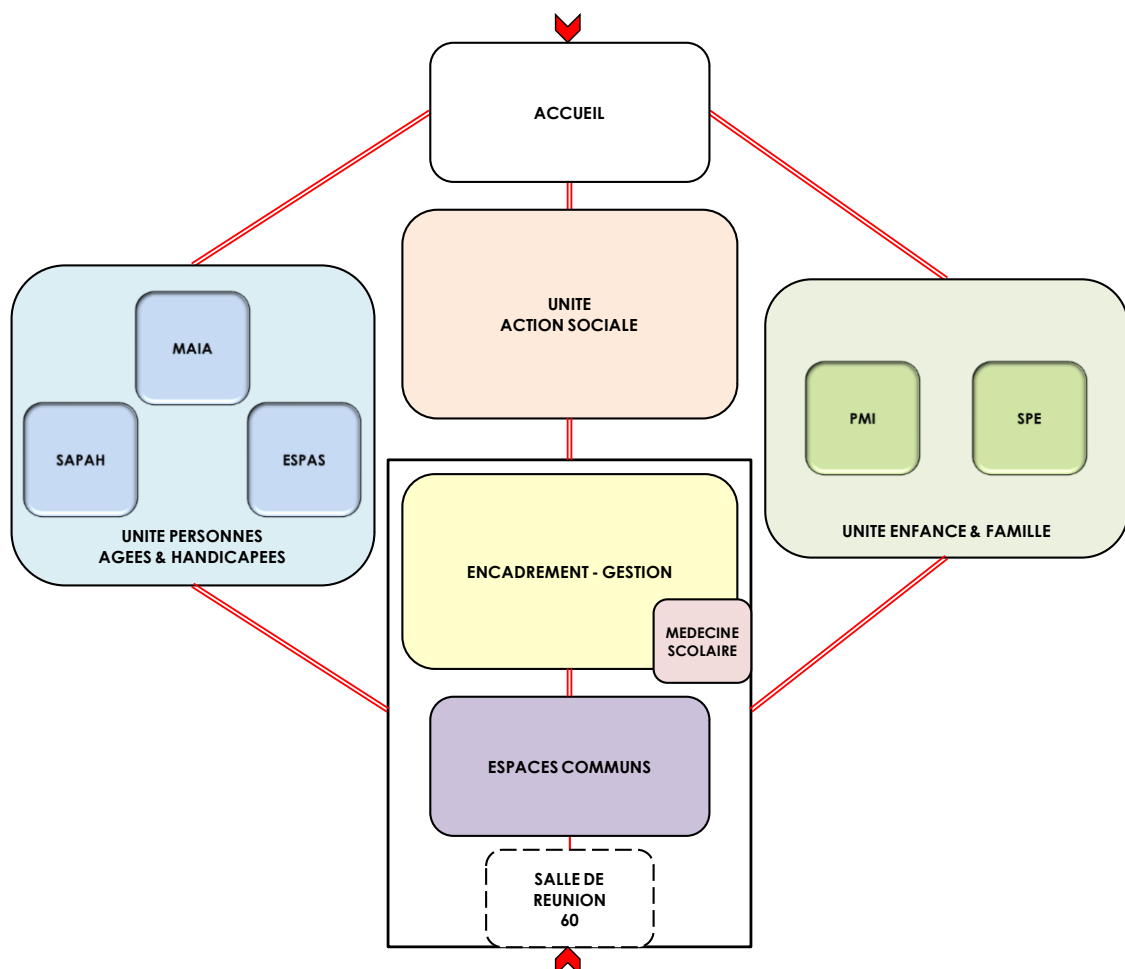 ACCUEIL
UNITE
ACTION SOCIALE
MAIA
SAPAH
ESPAS
UNITE PERSONNES
AGEES & HANDICAPEES
PMI
SPE
UNITE ENFANCE & FAMILLE
ENCADREMENT - GESTION
MEDECINE
SCOLAIRE
ESPACES COMMUNS
SALLE DE
REUNION
60